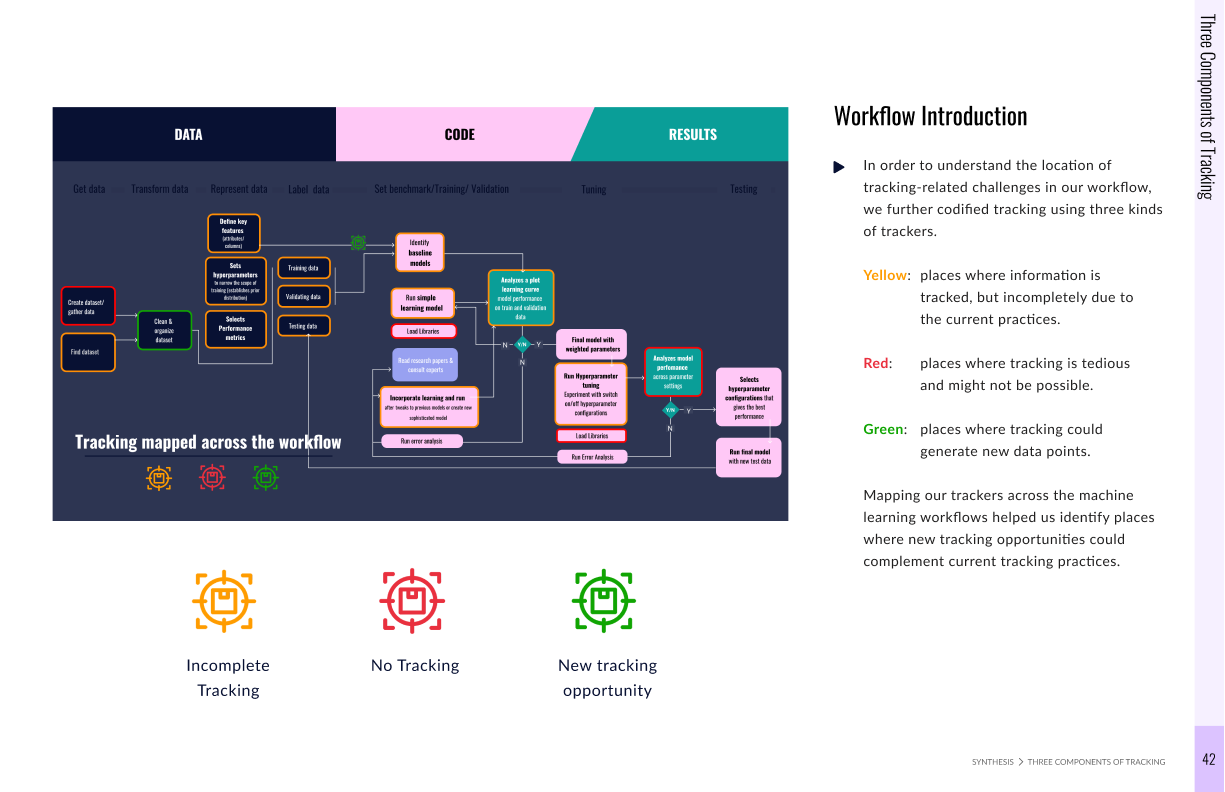 Three Components of Tracking
DATA
CODE
RESULTS
Get data
Transform data
Represent data
Label data
Set benchmark/Training/ Validation
Tuning
Testing
Define key
features
(attributes/
columns)
Sets
hyperparameters
to narrow the scope of
training (establishes prior
distribution)
Selects
Performance
metrics
Create dataset/
gather data
Find dataset
Clean &
organize
dataset
Training data
Validating data
Testing data
Identify
baseline
models
Run simple
learning model
Load Libraries
Read research papers &
consult experts
Incorporate learning and run
after tweaks to previous models or create new
sophisticated model
Run error analysis
Analyzes a plot
learning curve
model performance
on train and validation
data
N
Y/N
Y
N
Final model with
weighted parameters
Run Hyperparameter
tuning
Experiment with switch
on/off hyperparameter
configurations
Load Libraries
Run Error Analysis
Analyzes model
perfomance
across parameter
settings
Y/N
Y
N
Selects
hyperparameter
configurations that
gives the best
performance
Run final model
with new test data
Tracking mapped across the workflow
Incomplete
Tracking
No Tracking
New tracking
opportunity
Workflow Introduction
In order to understand the location of
tracking-related challenges in our workflow,
we further codified tracking using three kinds
of trackers.
Yellow: places where information is
tracked, but incompletely due to
the current practices.
Red: places where tracking is tedious
and might not be possible.
Green: places where tracking could
generate new data points.
Mapping our trackers across the machine
learning workflows helped us identify places
where new tracking opportunities could
complement current tracking practices.
SYNTHESIS > THREE COMPONENTS OF TRACKING
42